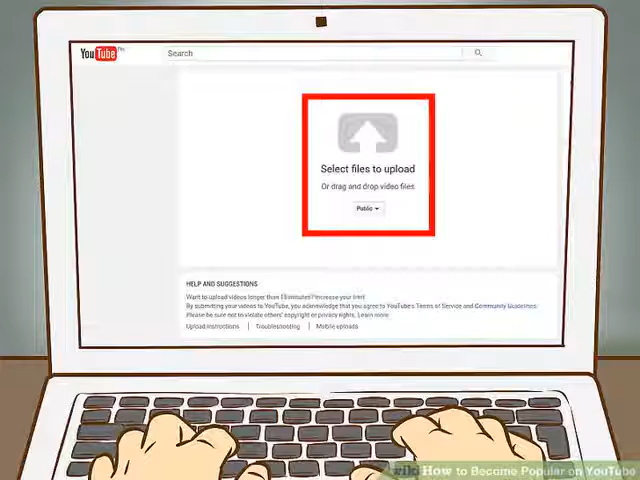 YouTube
Search
Select files to upload
Or drag and drop video files
Public
HELP AND SUGGESTIONS
Want to upload videos longer than 15 minutes? Increase your limit
By submitting your videos to YouTube, you acknowledge that you agree to YouTube's Terms of Service and Community Guidelines.
Please be sure not to violate others' copyright or privacy rights. Learn more
Upload instructions | Troubleshooting | Mobile uploads
wikiHow to Become Popular on YouTube